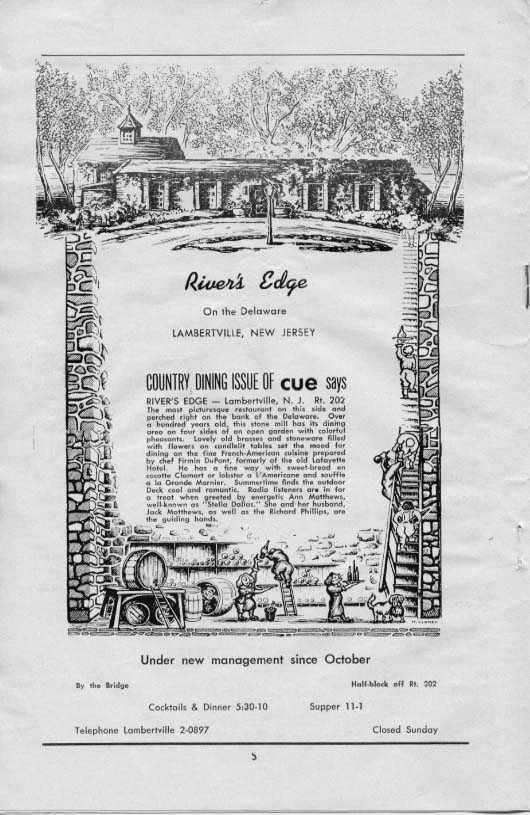 River's Edge
On the Delaware
LAMBERTVILLE, NEW JERSEY
COUNTRY DINING ISSUE OF cue says
RIVER'S EDGE — Lambertville, N. J. Rt. 202
The most picturesque restaurant on this side and
perched right on the bank of the Delaware. Over
a hundred years old, this stone mill has its dining
area on four sides of an open garden with colorful
pheasants. Lovely old brasses and stoneware filled
with flowers on candlelit tables set the mood for
dining on the fine French-American cuisine prepared
by chef Firmin DuPont, formerly of the old Lafayette
Hotel. He has a fine way with sweet-bread en
cocotte Clamart or lobster a L'Americane and souffle
a la Grande Marnier. Summertime finds the outdoor
Deck cool and romantic. Radio listeners are in for
a treat when greeted by energetic Ann Matthews,
well-known as "Stella Dallas." She and her husband,
Jack Matthews, as well as the Richard Phillips, are
the guiding hands.
Under new management since October
By the Bridge Half-block off Rt. 202
Cocktails & Dinner 5:30-10 Supper 11-1
Telephone Lambertville 2-0897 Closed Sunday